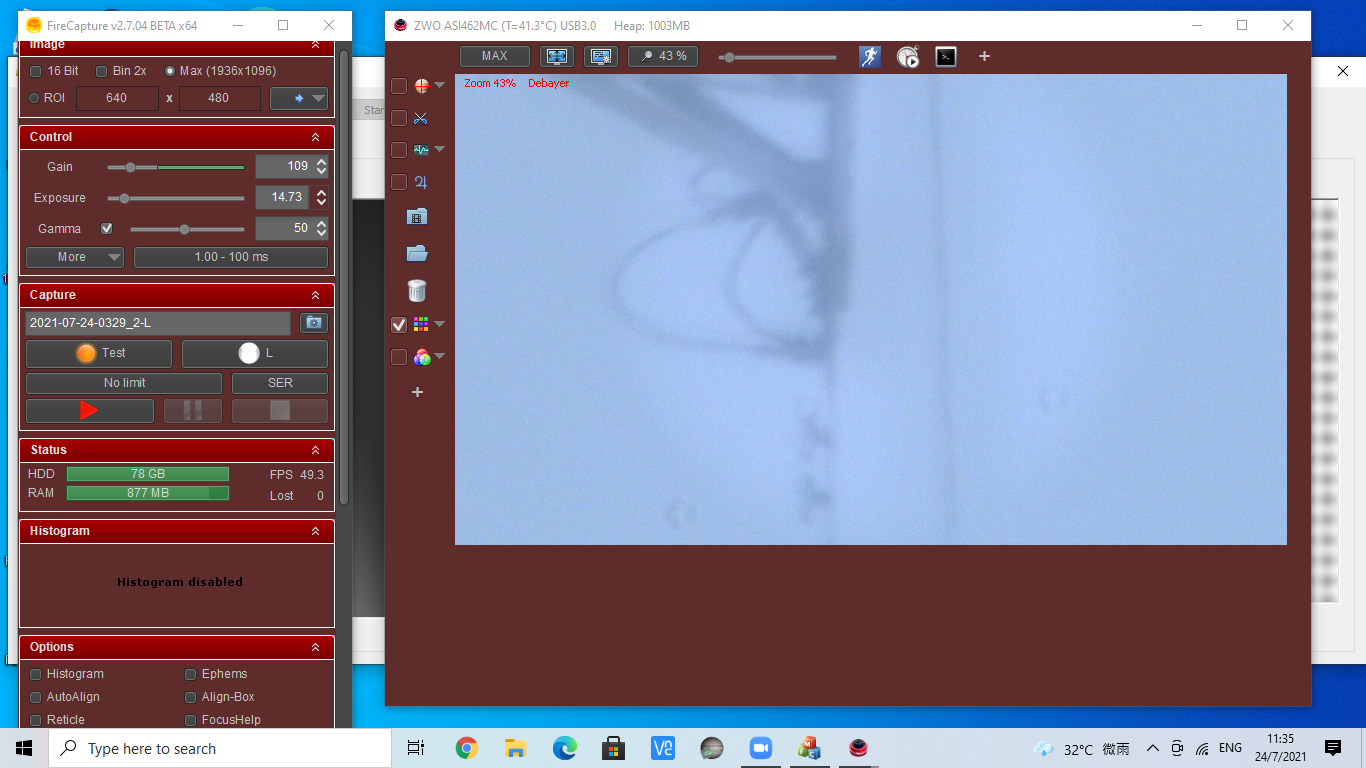 FireCapture v2.7.04 BETA x64
Image
16 Bit
Bin 2x
Max (1936x1096)
ROI
640
x
480
Control
Gain
109
Exposure
14.73
Gamma
50
More
1.00 - 100 ms
Capture
2021-07-24-0329_2-L
Test
L
No limit
SER
Status
HDD
78 GB
FPS 49.3
RAM
877 MB
Lost 0
Histogram
Histogram disabled
Options
Histogram
Ephems
AutoAlign
Align-Box
Reticle
FocusHelp
Star
ZWO ASI462MC (T=41.3°C) USB3.0 Heap: 1003MB
MAX
43 %
Zoom 43% Debayer
Type here to search
32°C 微雨
ENG
11:35
24/7/2021